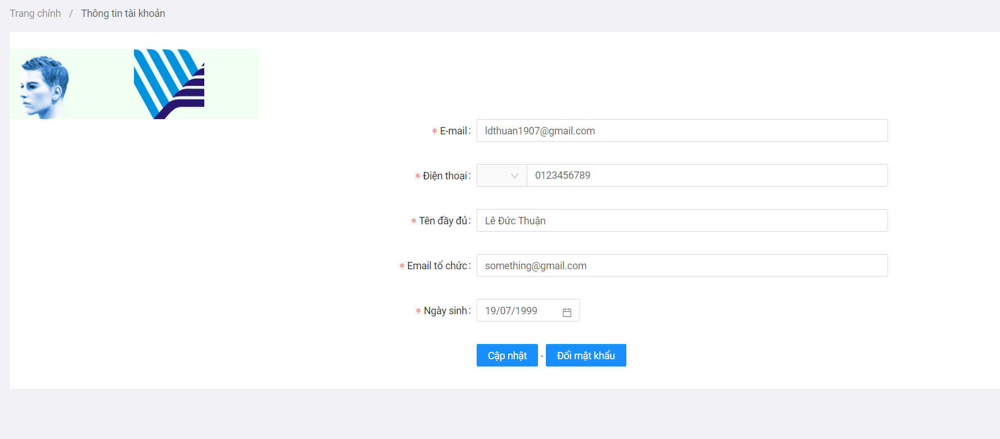 Trang chính / Thông tin tài khoản
* E-mail: ldthuan1907@gmail.com
* Điện thoại: 0123456789
* Tên đầy đủ: Lê Đức Thuận
* Email tổ chức: something@gmail.com
* Ngày sinh: 19/07/1999
Cập nhật - Đổi mật khẩu